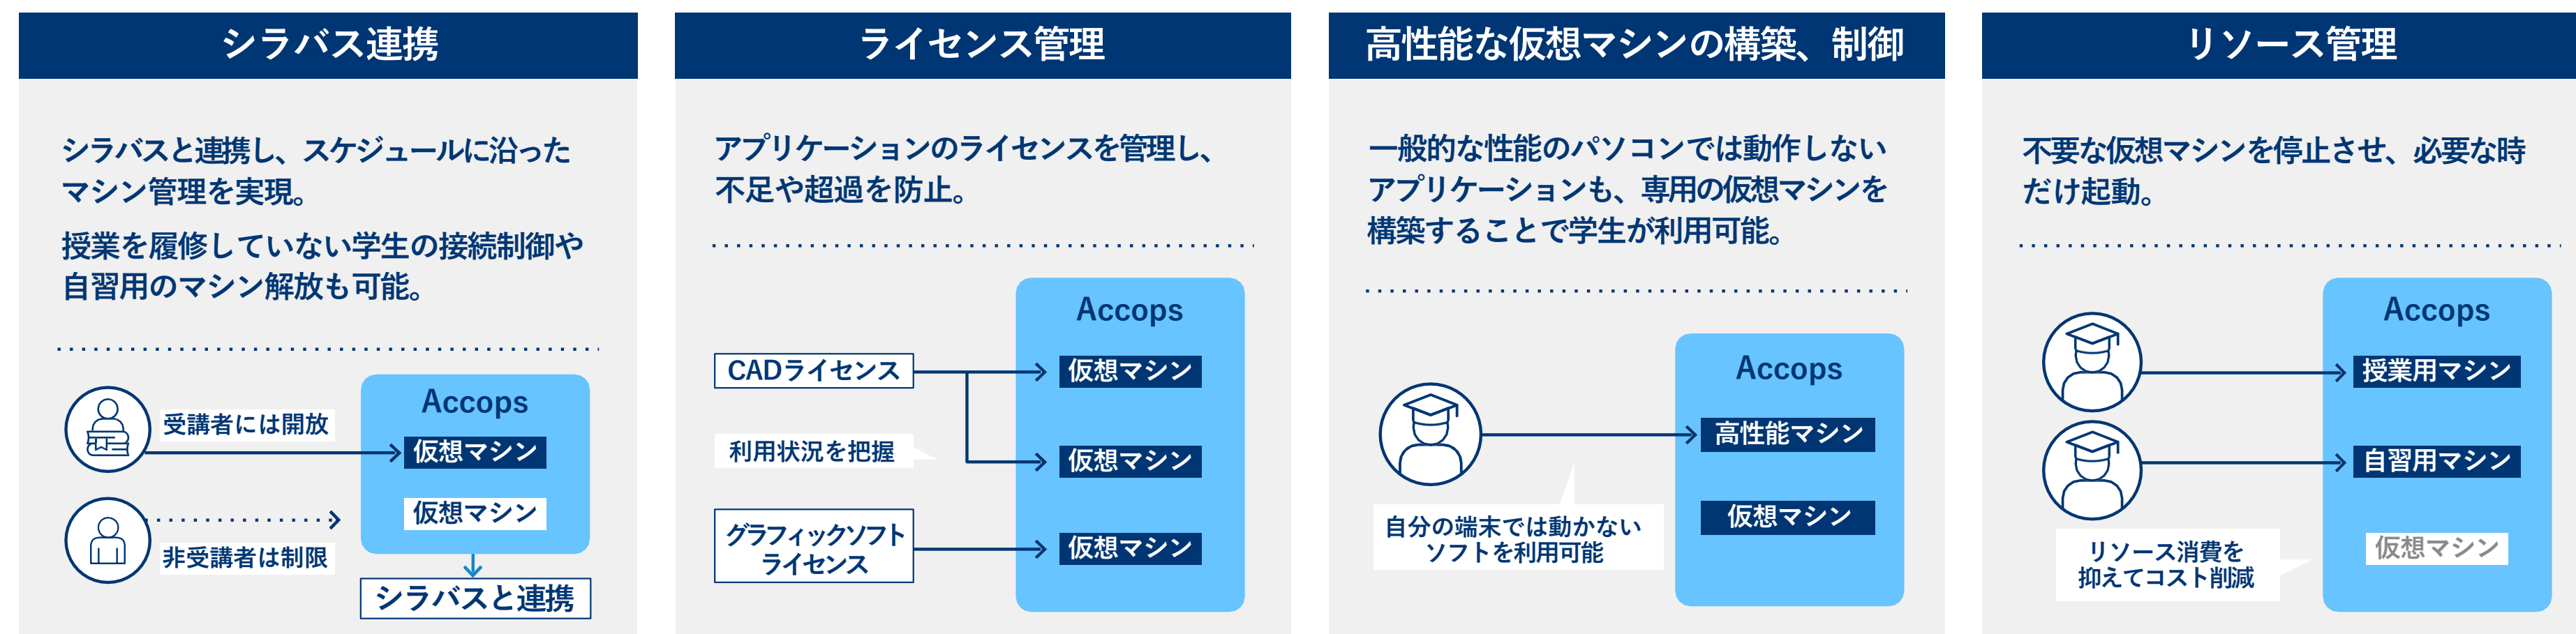 シラバス連携
シラバスと連携し、スケジュールに沿った
マシン管理を実現。
授業を履修していない学生の接続制御や
自習用のマシン解放も可能。
受講者には開放
非受講者は制限
Accops
仮想マシン
仮想マシン
シラバスと連携
ライセンス管理
アプリケーションのライセンスを管理し、
不足や超過を防止。
CADライセンス
利用状況を把握
グラフィックソフト
ライセンス
Accops
仮想マシン
仮想マシン
仮想マシン
高性能な仮想マシンの構築、制御
一般的な性能のパソコンでは動作しない
アプリケーションも、専用の仮想マシンを
構築することで学生が利用可能。
Accops
高性能マシン
仮想マシン
自分の端末では動かない
ソフトを利用可能
リソース管理
不要な仮想マシンを停止させ、必要な時
だけ起動。
Accops
授業用マシン
自習用マシン
仮想マシン
リソース消費を
抑えてコスト削減